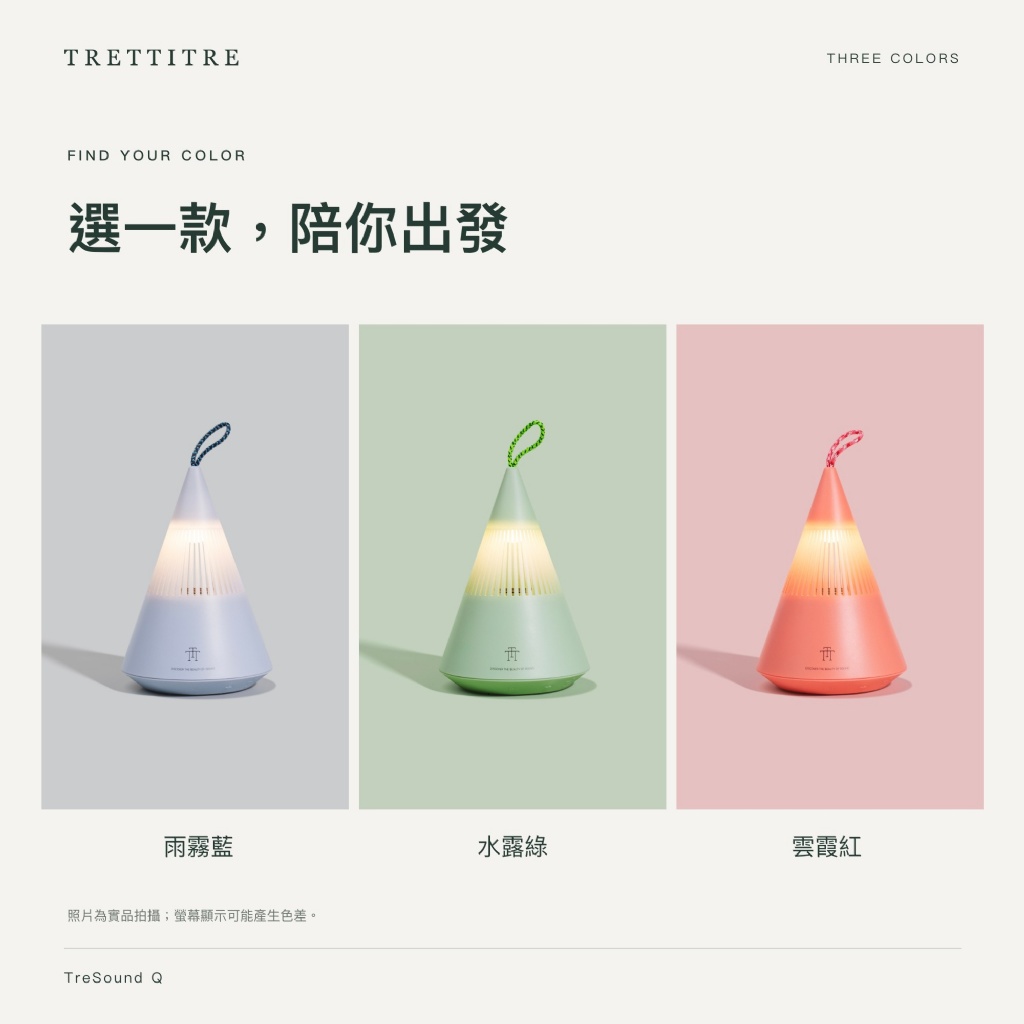 TRETTITRE
THREE COLORS
FIND YOUR COLOR
選一款，陪你出發
雨霧藍
水露綠
雲霞紅
照片為實品拍攝；螢幕顯示可能產生色差。
TreSound Q